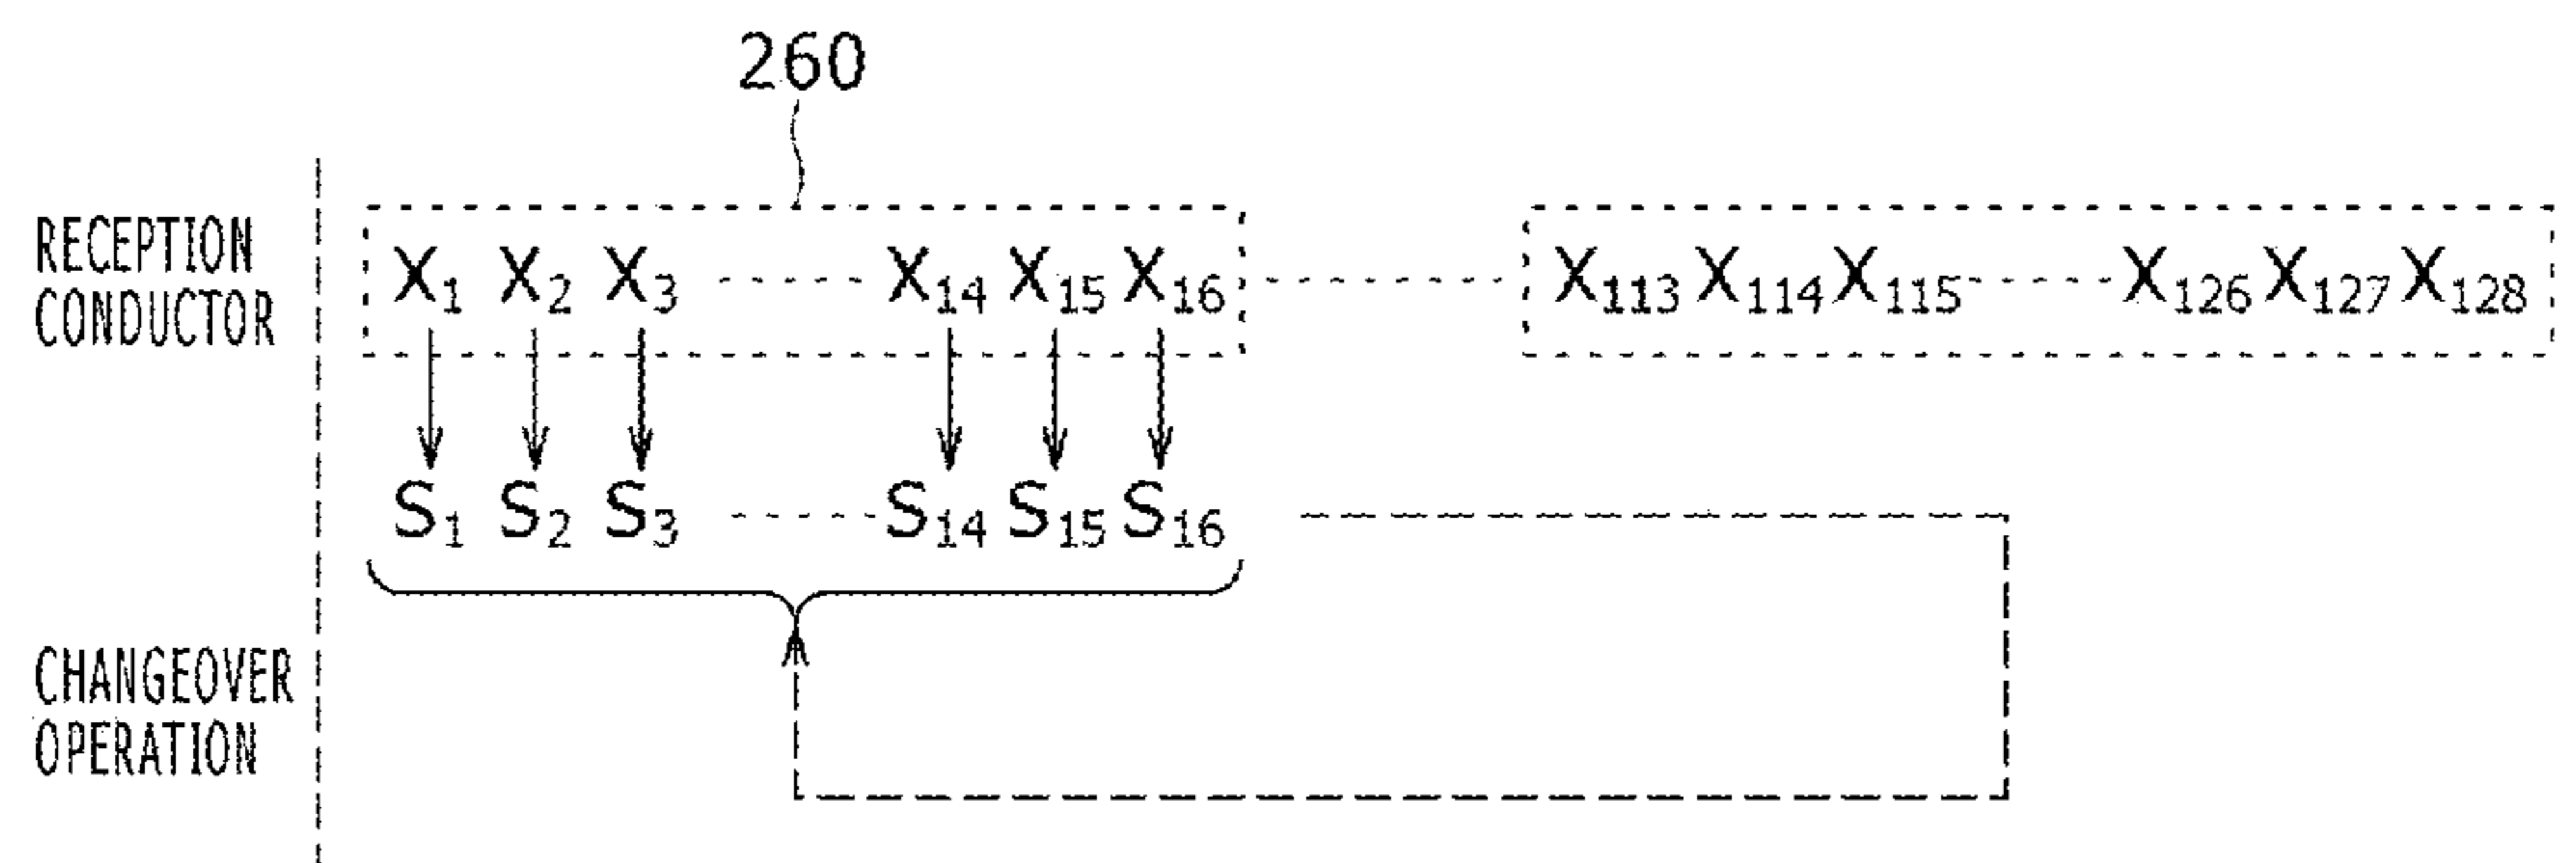 260
RECEPTION
CONDUCTOR
X₁ X₂ X₃ X₁₄ X₁₅ X₁₆ X₁₁₃ X₁₁₄ X₁₁₅ X₁₂₆ X₁₂₇ X₁₂₈
S₁ S₂ S₃ S₁₄ S₁₅ S₁₆
CHANGEOVER
OPERATION